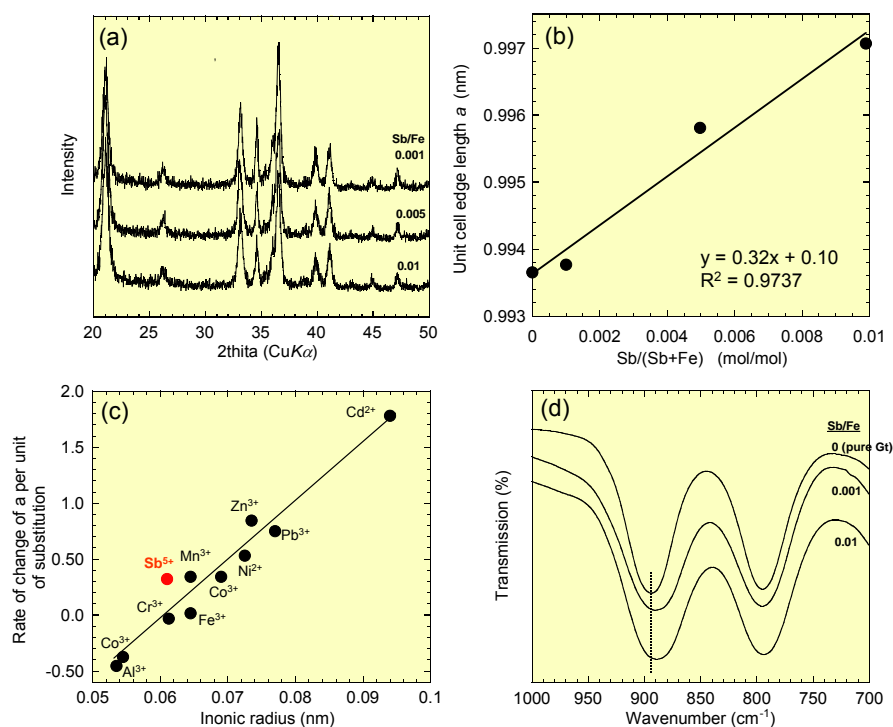 (a)
Sb/Fe
0.001
0.005
0.01
Intensity
20 25 30 35 40 45 50
2thita (CuKα)
(b)
0.997
0.996
0.995
0.994
0.993
Unit cell edge length a (nm)
y = 0.32x + 0.10
R² = 0.9737
0 0.002 0.004 0.006 0.008 0.01
Sb/(Sb+Fe) (mol/mol)
(c)
2.0
1.5
1.0
0.50
0.0
-0.50
Rate of change of a per unit
of substitution
Cd²⁺
Zn³⁺
Pb³⁺
Mn³⁺
Sb⁵⁺
Ni²⁺
Co³⁺
Cr³⁺
Fe³⁺
Co³⁺
Al³⁺
0.05 0.06 0.07 0.08 0.09 0.1
Inonic radius (nm)
(d)
Sb/Fe
0 (pure Gt)
0.001
0.01
Transmission (%)
1000 950 900 850 800 750 700
Wavenumber (cm⁻¹)